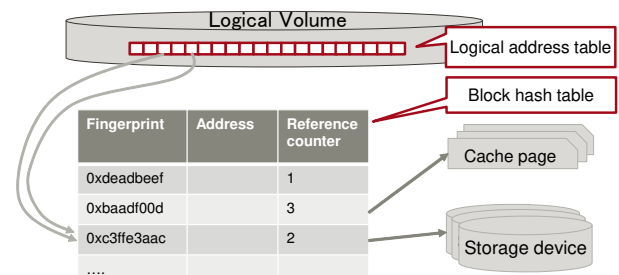 Logical Volume
Logical address table
Block hash table
Fingerprint Address Reference
counter
0xdeadbeef 1
0xbaadf00d 3
0xc3ffe3aac 2
....
Cache page
Storage device